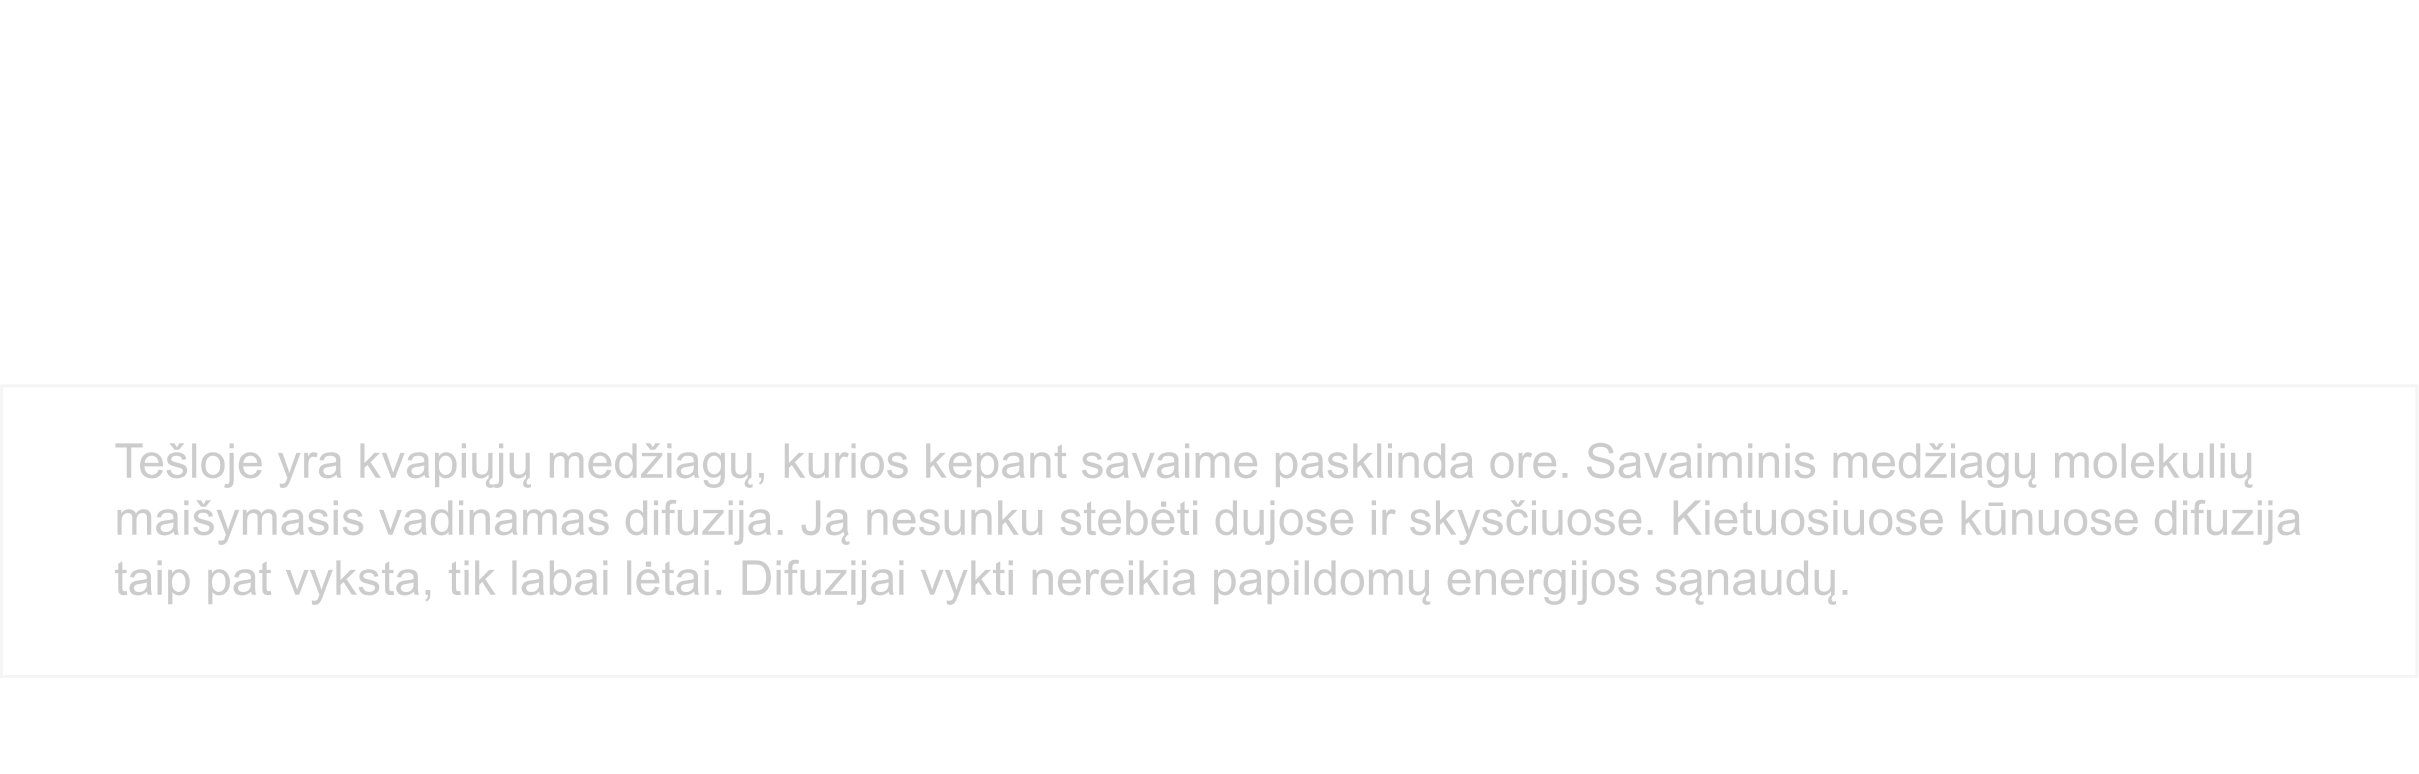 Tešloje yra kvapiųjų medžiagų, kurios kepant savaime pasklinda ore. Savaiminis medžiagų molekulių
maišymasis vadinamas difuzija. Ją nesunku stebėti dujose ir skysčiuose. Kietuosiuose kūnuose difuzija
taip pat vyksta, tik labai lėtai. Difuzijai vykti nereikia papildomų energijos sąnaudų.